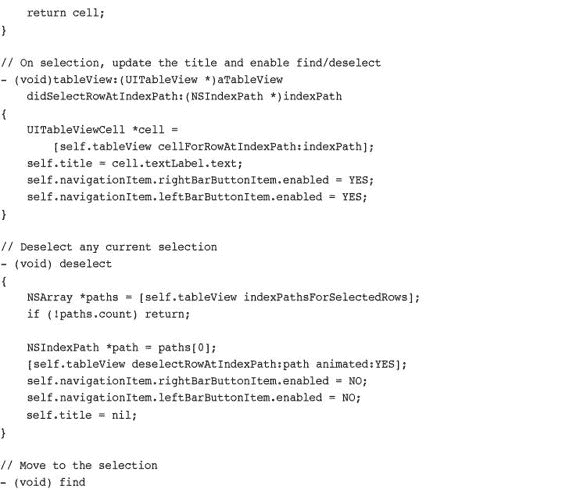 return cell;
}
// On selection, update the title and enable find/deselect
- (void)tableView:(UITableView *)aTableView
didSelectRowAtIndexPath:(NSIndexPath *)indexPath
{
UITableViewCell *cell =
[self.tableView cellForRowAtIndexPath:indexPath];
self.title = cell.textLabel.text;
self.navigationItem.rightBarButtonItem.enabled = YES;
self.navigationItem.leftBarButtonItem.enabled = YES;
}
// Deselect any current selection
- (void) deselect
{
NSArray *paths = [self.tableView indexPathsForSelectedRows];
if (!paths.count) return;
NSIndexPath *path = paths[0];
[self.tableView deselectRowAtIndexPath:path animated:YES];
self.navigationItem.rightBarButtonItem.enabled = NO;
self.navigationItem.leftBarButtonItem.enabled = NO;
self.title = nil;
}
// Move to the selection
- (void) find